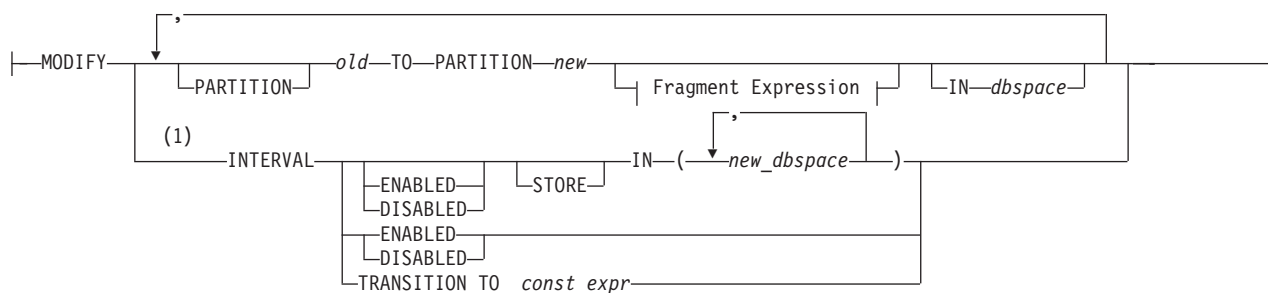 ,
MODIFY old TO PARTITION new
PARTITION Fragment Expression IN dbspace
(1) ,
INTERVAL IN ( new_dbspace )
ENABLED STORE
DISABLED
ENABLED
DISABLED
TRANSITION TO const expr